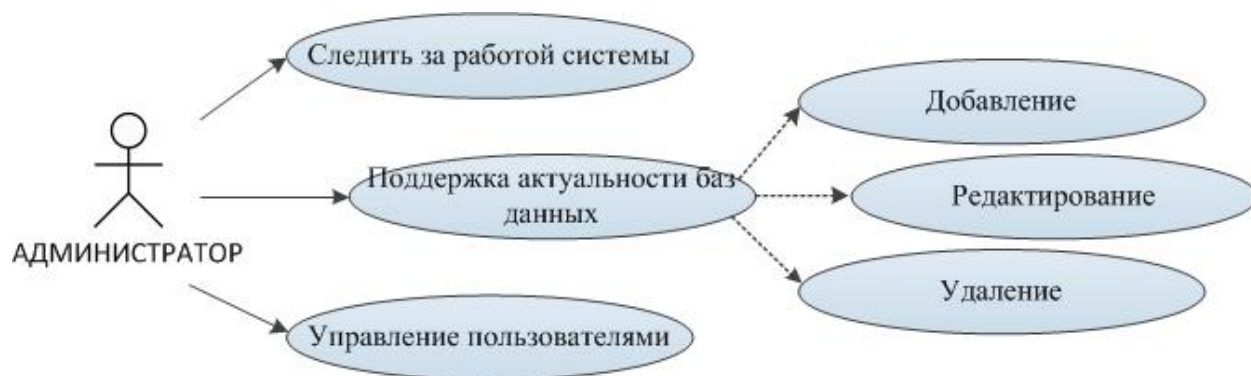 Следить за работой системы
Добавление
Поддержка актуальности баз
данных
Редактирование
АДМИНИСТРАТОР
Удаление
Управление пользователями